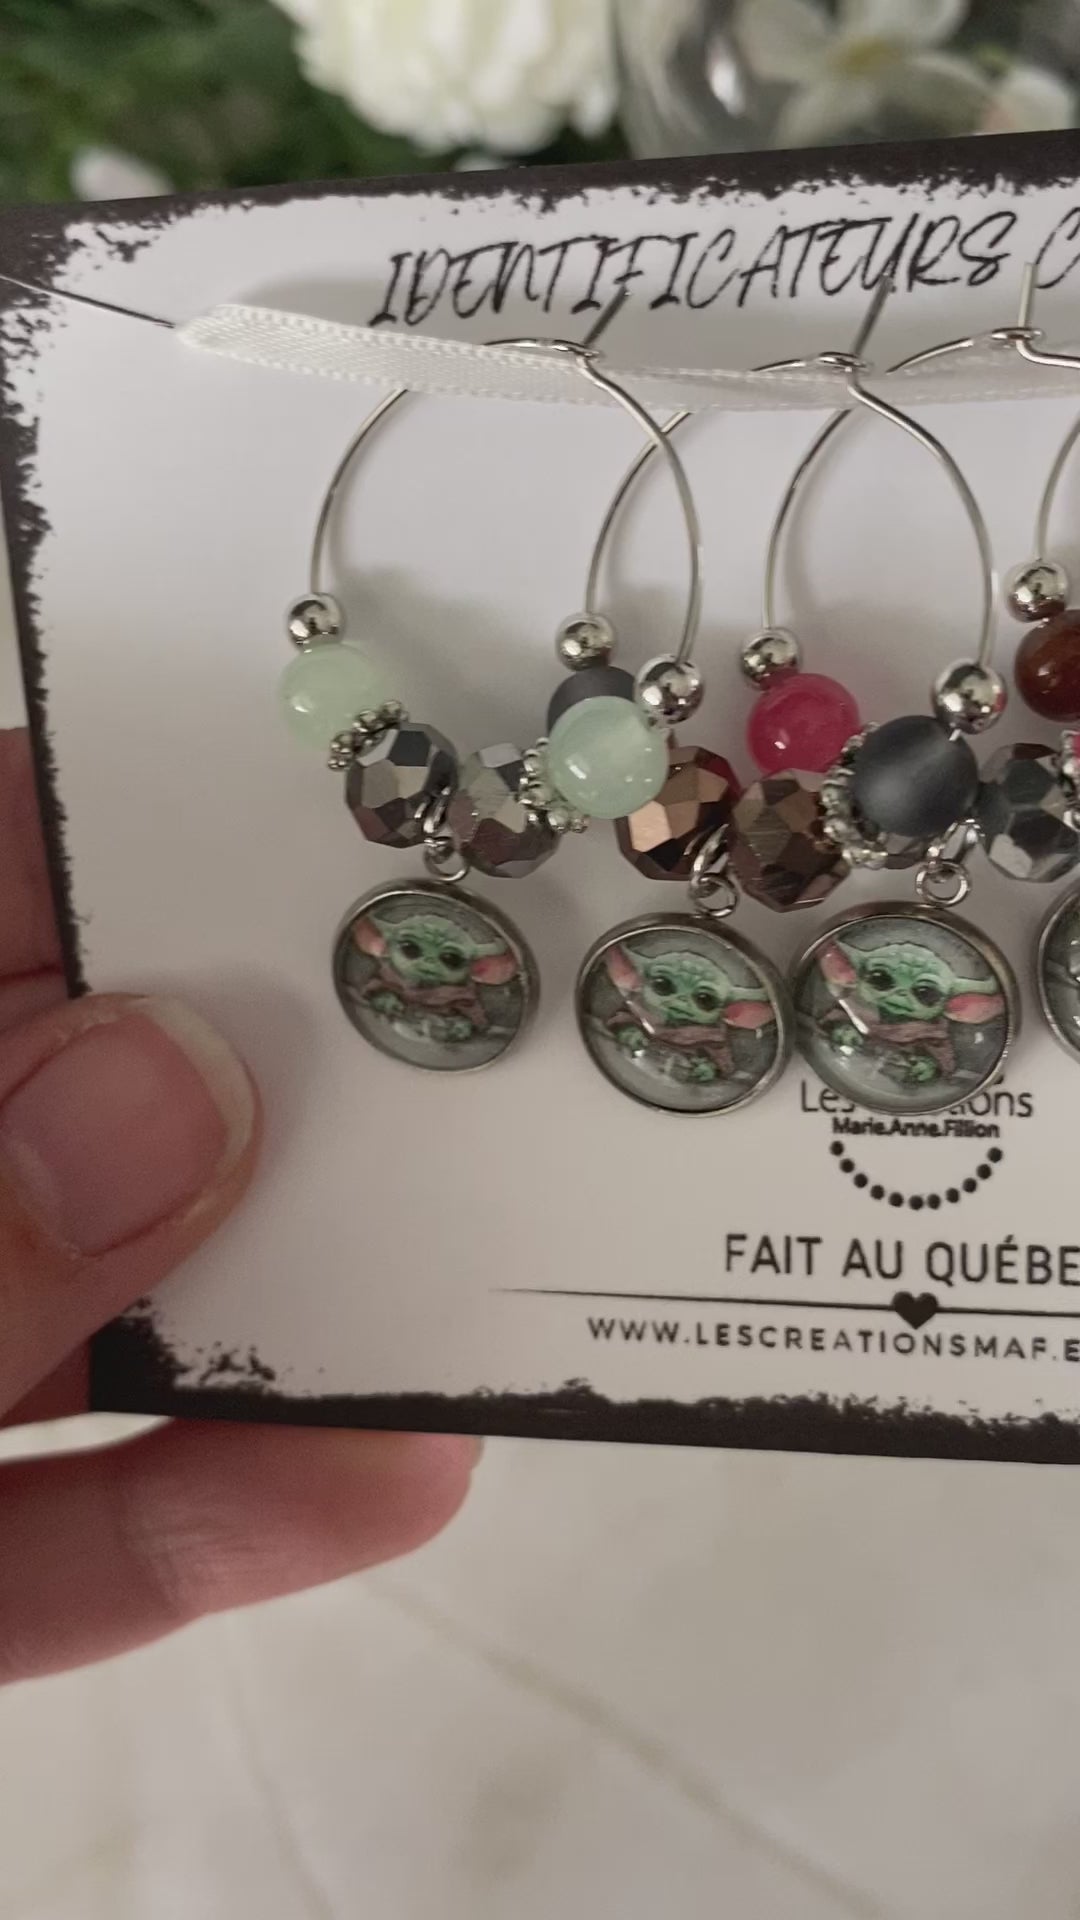 IDENTIFICATEURS C
Marie.Anne.Fillion
FAIT AU QUÉBE
WWW.LESCREATIONSMAF.E